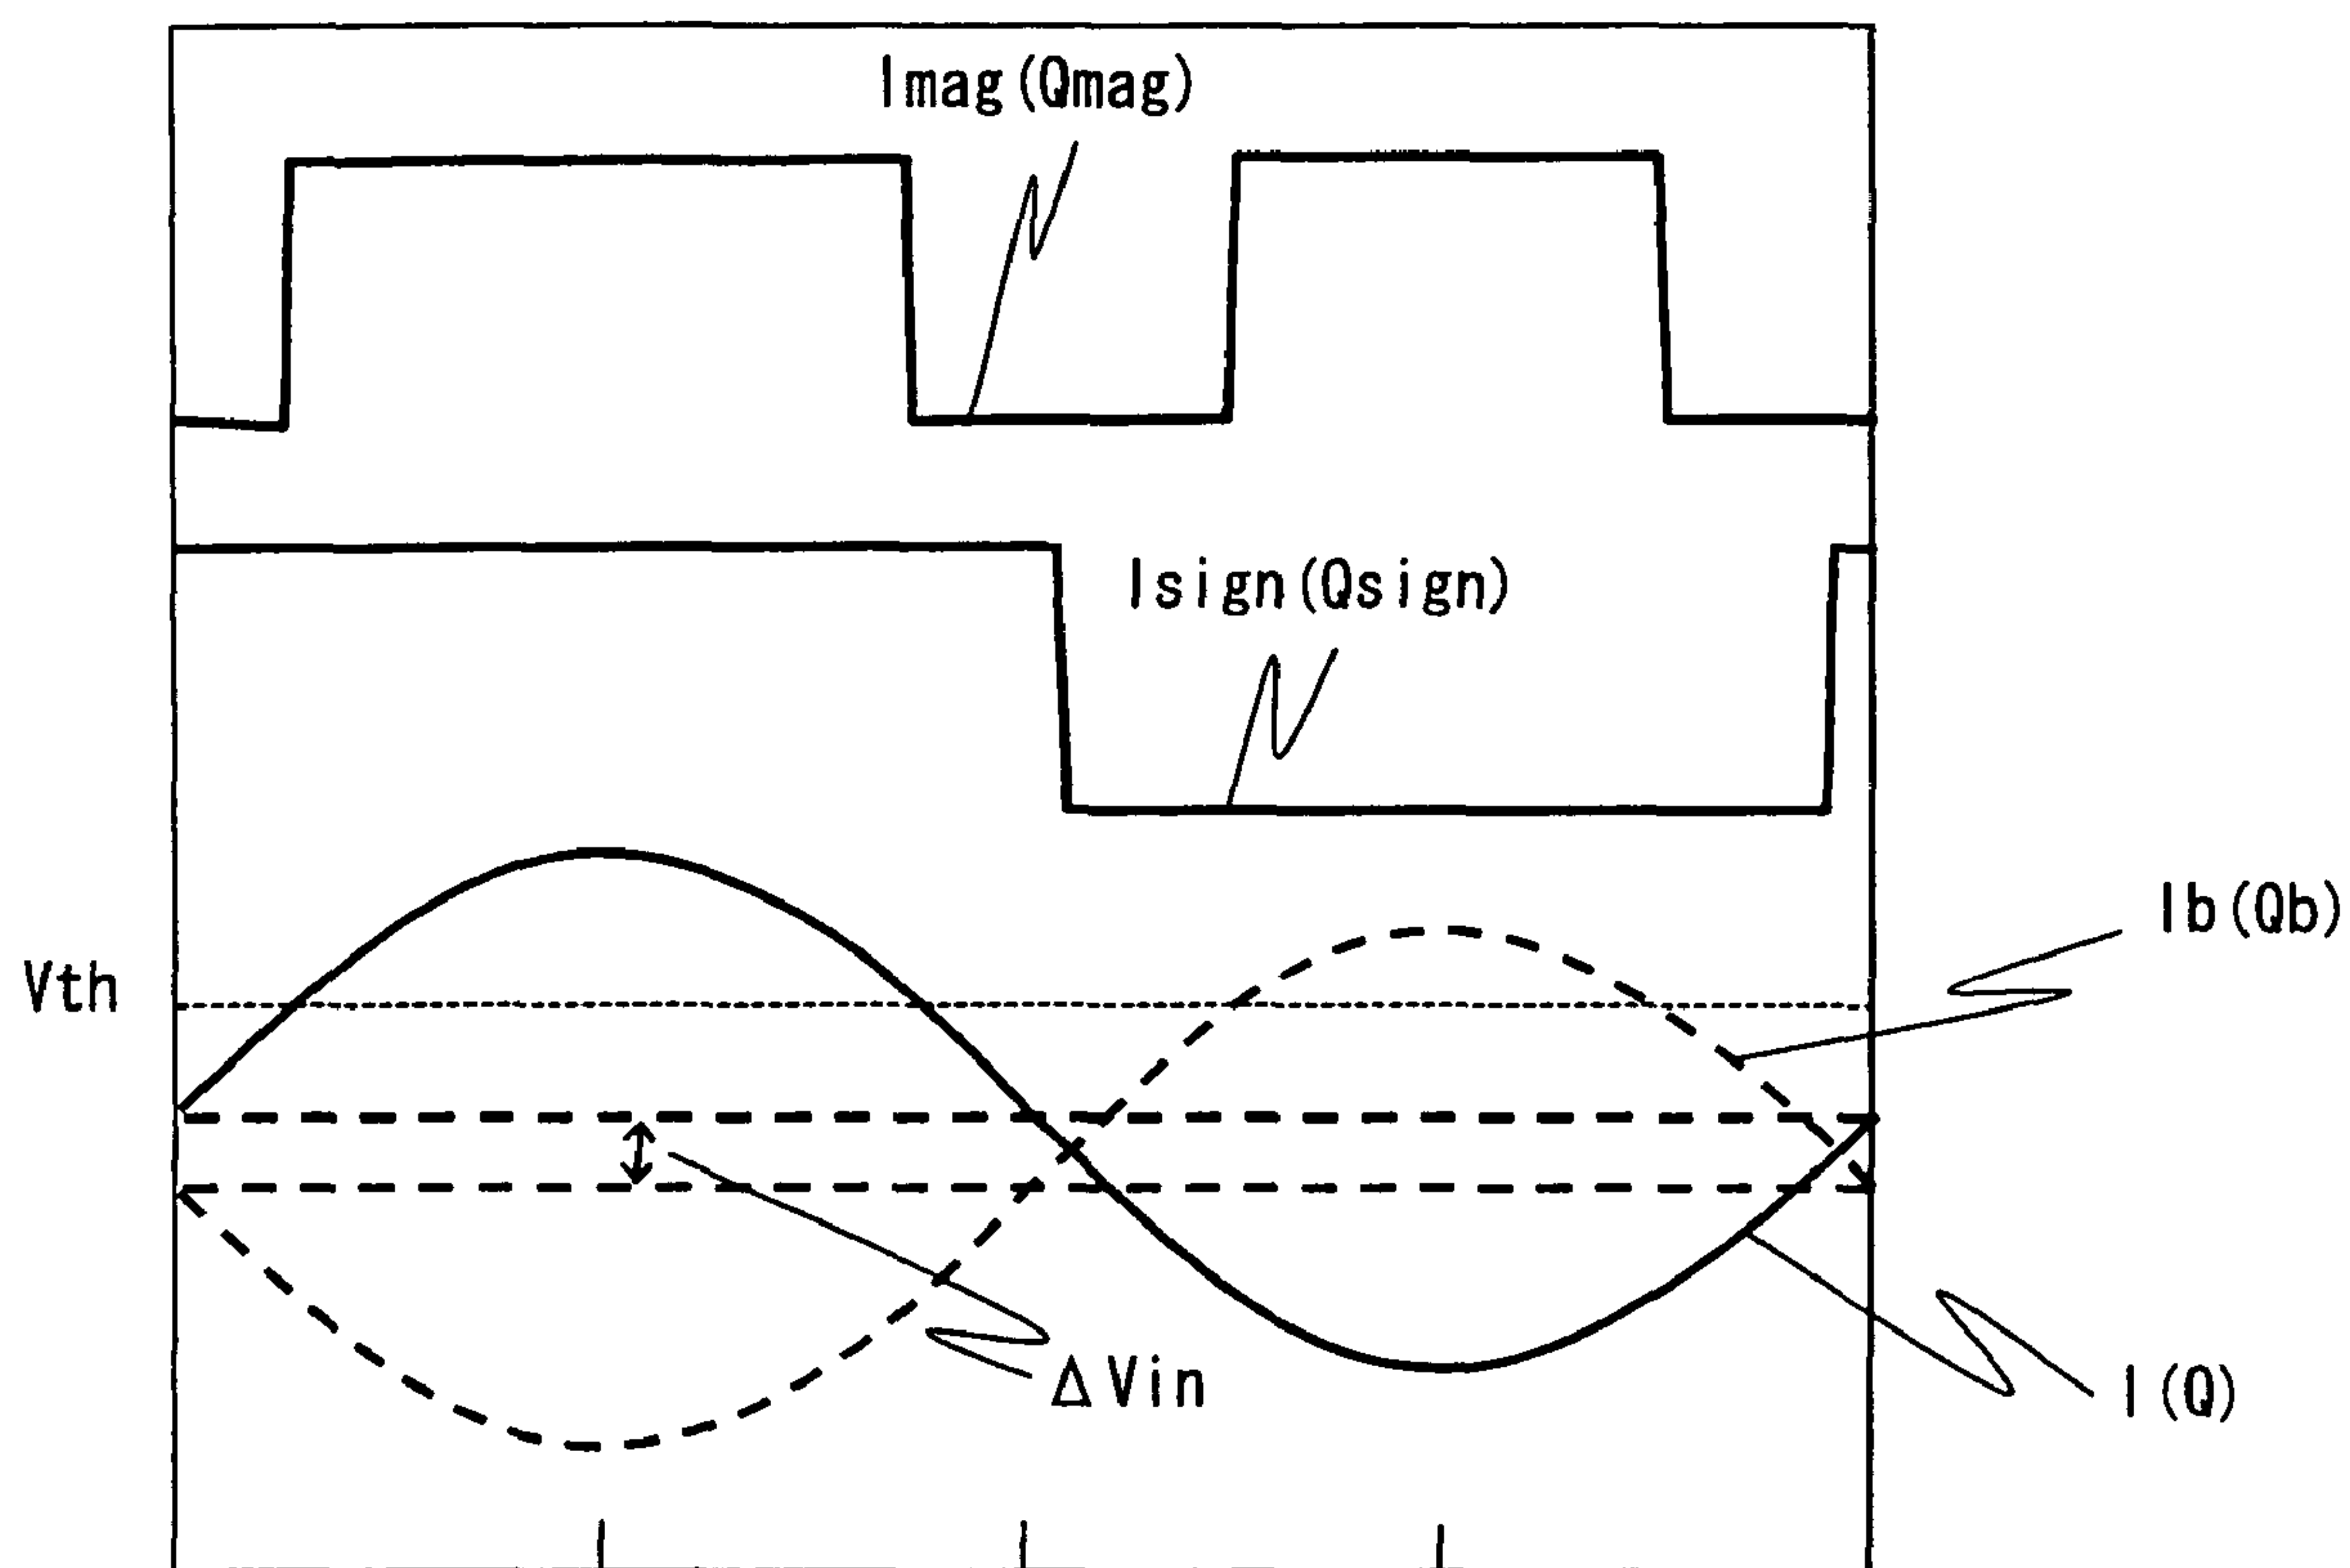 Imag(Qmag)
Isign(Qsign)
Ib(Qb)
Vth
ΔVin
I(Q)